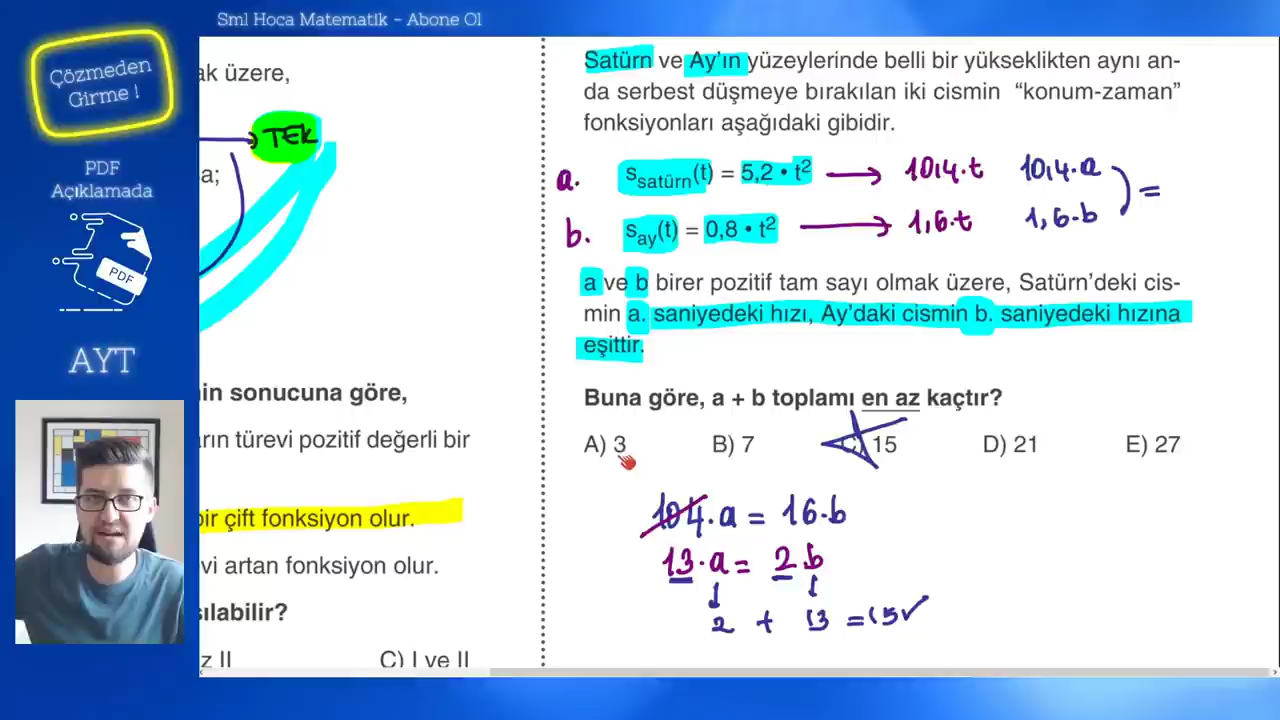 Sml Hoca Matematik - Abone Ol
Çözmeden
Girme !
PDF
Açıklamada
PDF
AYT
ak üzere,
TEK
a;
nin sonucuna göre,
arın türevi pozitif değerli bir
bir çift fonksiyon olur.
vi artan fonksiyon olur.
sılabilir?
z II
C) I ve II
Satürn ve Ay'ın yüzeylerinde belli bir yükseklikten aynı an-
da serbest düşmeye bırakılan iki cismin "konum-zaman"
fonksiyonları aşağıdaki gibidir.
a. s_satürn(t) = 5,2 • t² → 10,4.t 10,4.a
b. s_ay(t) = 0,8 • t² → 1,6.t 1,6.b ) =
a ve b birer pozitif tam sayı olmak üzere, Satürn'deki cis-
min a. saniyedeki hızı, Ay'daki cismin b. saniyedeki hızına
eşittir.
Buna göre, a + b toplamı en az kaçtır?
A) 3 B) 7 C) 15 D) 21 E) 27
104.a = 16.b
13.a = 2.b
2 + 13 = 15 ✓